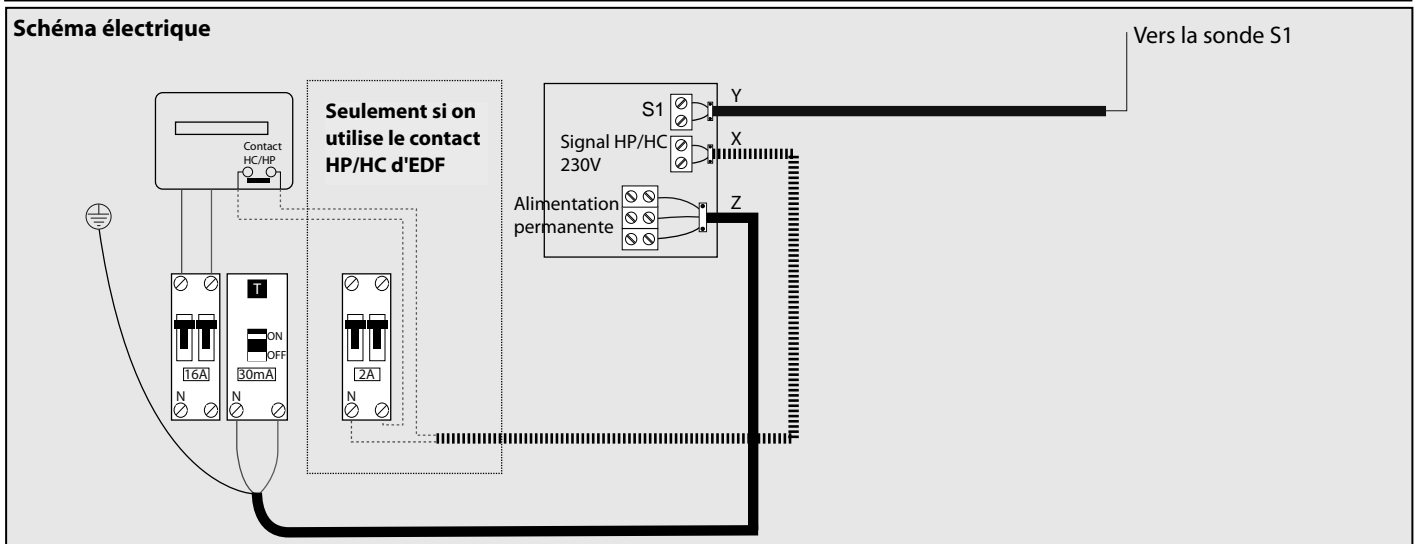 Schéma électrique
Vers la sonde S1
Seulement si on
utilise le contact
HP/HC d'EDF
Contact
HC/HP
S1
Y
Signal HP/HC
230V
X
Alimentation
permanente
Z
T
ON
OFF
16A
30mA
2A
N
N
N